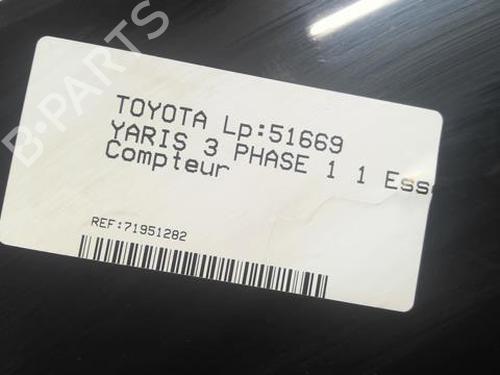 B-PARTS
TOYOTA Lp:51669
YARIS 3 PHASE 1 1 Ess
Compteur
REF:71951282